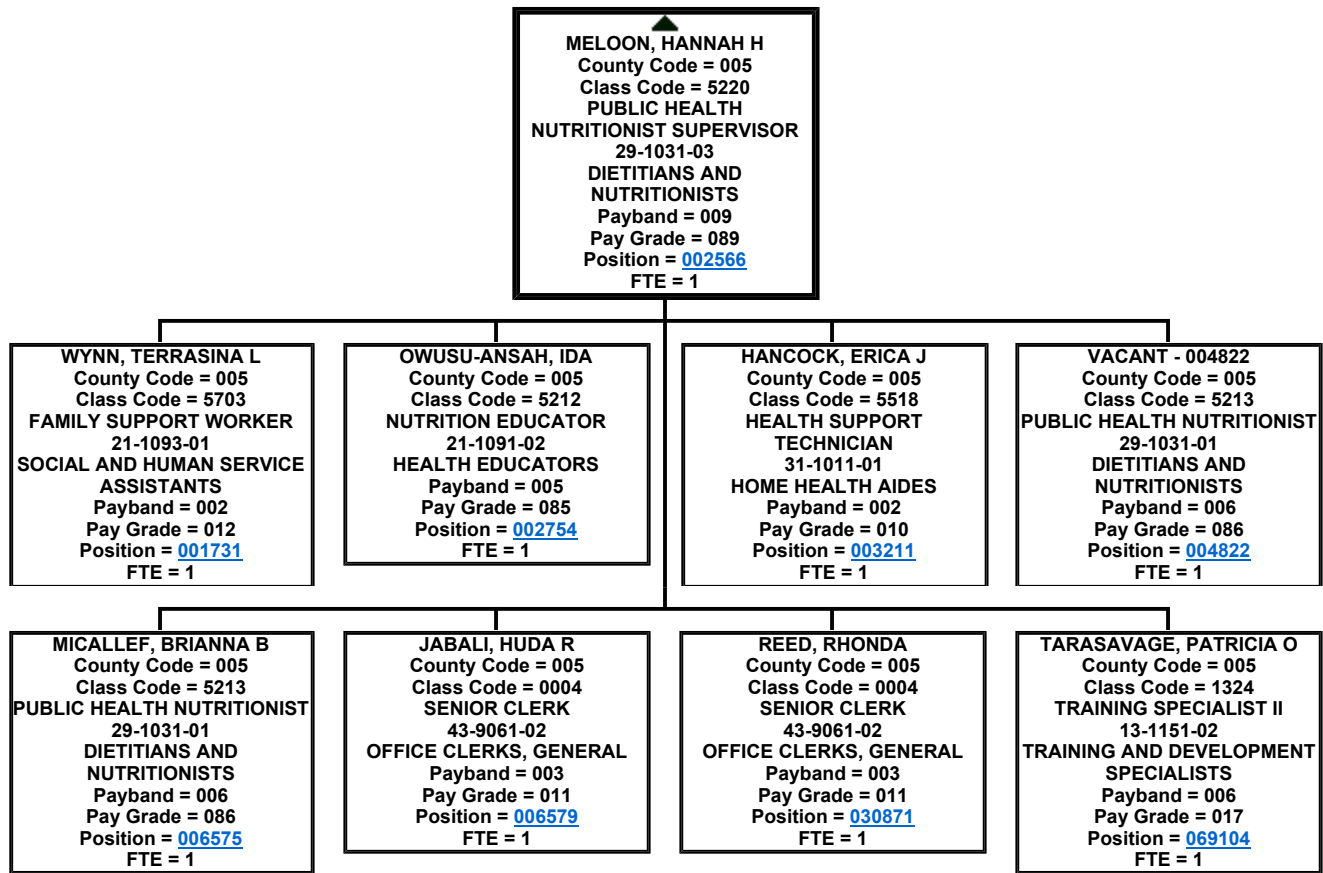 MELOON, HANNAH H
County Code = 005
Class Code = 5220
PUBLIC HEALTH
NUTRITIONIST SUPERVISOR
29-1031-03
DIETITIANS AND
NUTRITIONISTS
Payband = 009
Pay Grade = 089
Position = 002566
FTE = 1
WYNN, TERRASINA L
County Code = 005
Class Code = 5703
FAMILY SUPPORT WORKER
21-1093-01
SOCIAL AND HUMAN SERVICE
ASSISTANTS
Payband = 002
Pay Grade = 012
Position = 001731
FTE = 1
OWUSU-ANSAH, IDA
County Code = 005
Class Code = 5212
NUTRITION EDUCATOR
21-1091-02
HEALTH EDUCATORS
Payband = 005
Pay Grade = 085
Position = 002754
FTE = 1
HANCOCK, ERICA J
County Code = 005
Class Code = 5518
HEALTH SUPPORT
TECHNICIAN
31-1011-01
HOME HEALTH AIDES
Payband = 002
Pay Grade = 010
Position = 003211
FTE = 1
VACANT - 004822
County Code = 005
Class Code = 5213
PUBLIC HEALTH NUTRITIONIST
29-1031-01
DIETITIANS AND
NUTRITIONISTS
Payband = 006
Pay Grade = 086
Position = 004822
FTE = 1
MICALLEF, BRIANNA B
County Code = 005
Class Code = 5213
PUBLIC HEALTH NUTRITIONIST
29-1031-01
DIETITIANS AND
NUTRITIONISTS
Payband = 006
Pay Grade = 086
Position = 006575
FTE = 1
JABALI, HUDA R
County Code = 005
Class Code = 0004
SENIOR CLERK
43-9061-02
OFFICE CLERKS, GENERAL
Payband = 003
Pay Grade = 011
Position = 006579
FTE = 1
REED, RHONDA
County Code = 005
Class Code = 0004
SENIOR CLERK
43-9061-02
OFFICE CLERKS, GENERAL
Payband = 003
Pay Grade = 011
Position = 030871
FTE = 1
TARASAVAGE, PATRICIA O
County Code = 005
Class Code = 1324
TRAINING SPECIALIST II
13-1151-02
TRAINING AND DEVELOPMENT
SPECIALISTS
Payband = 006
Pay Grade = 017
Position = 069104
FTE = 1